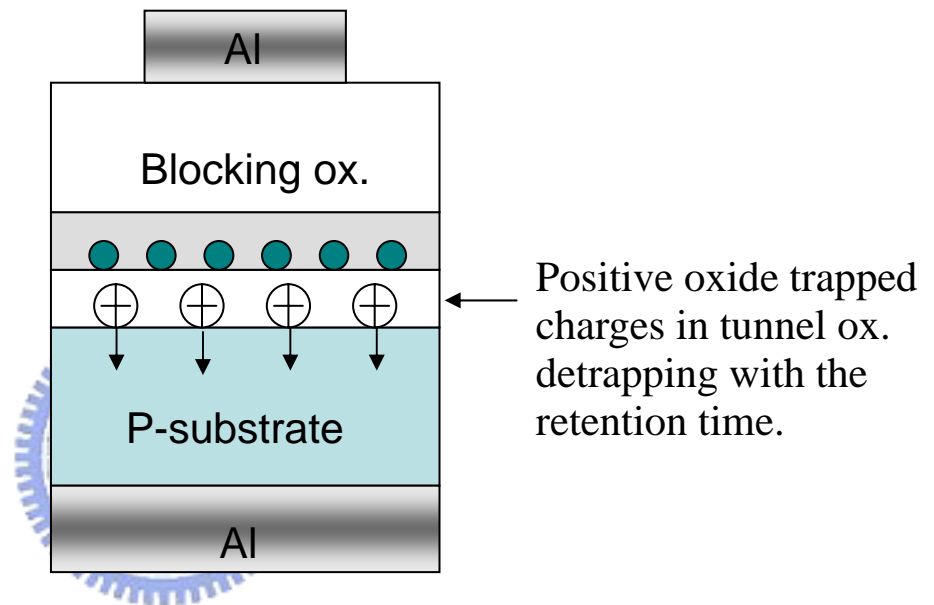 Al
Blocking ox.
Positive oxide trapped
charges in tunnel ox.
detrapping with the
retention time.
P-substrate
Al